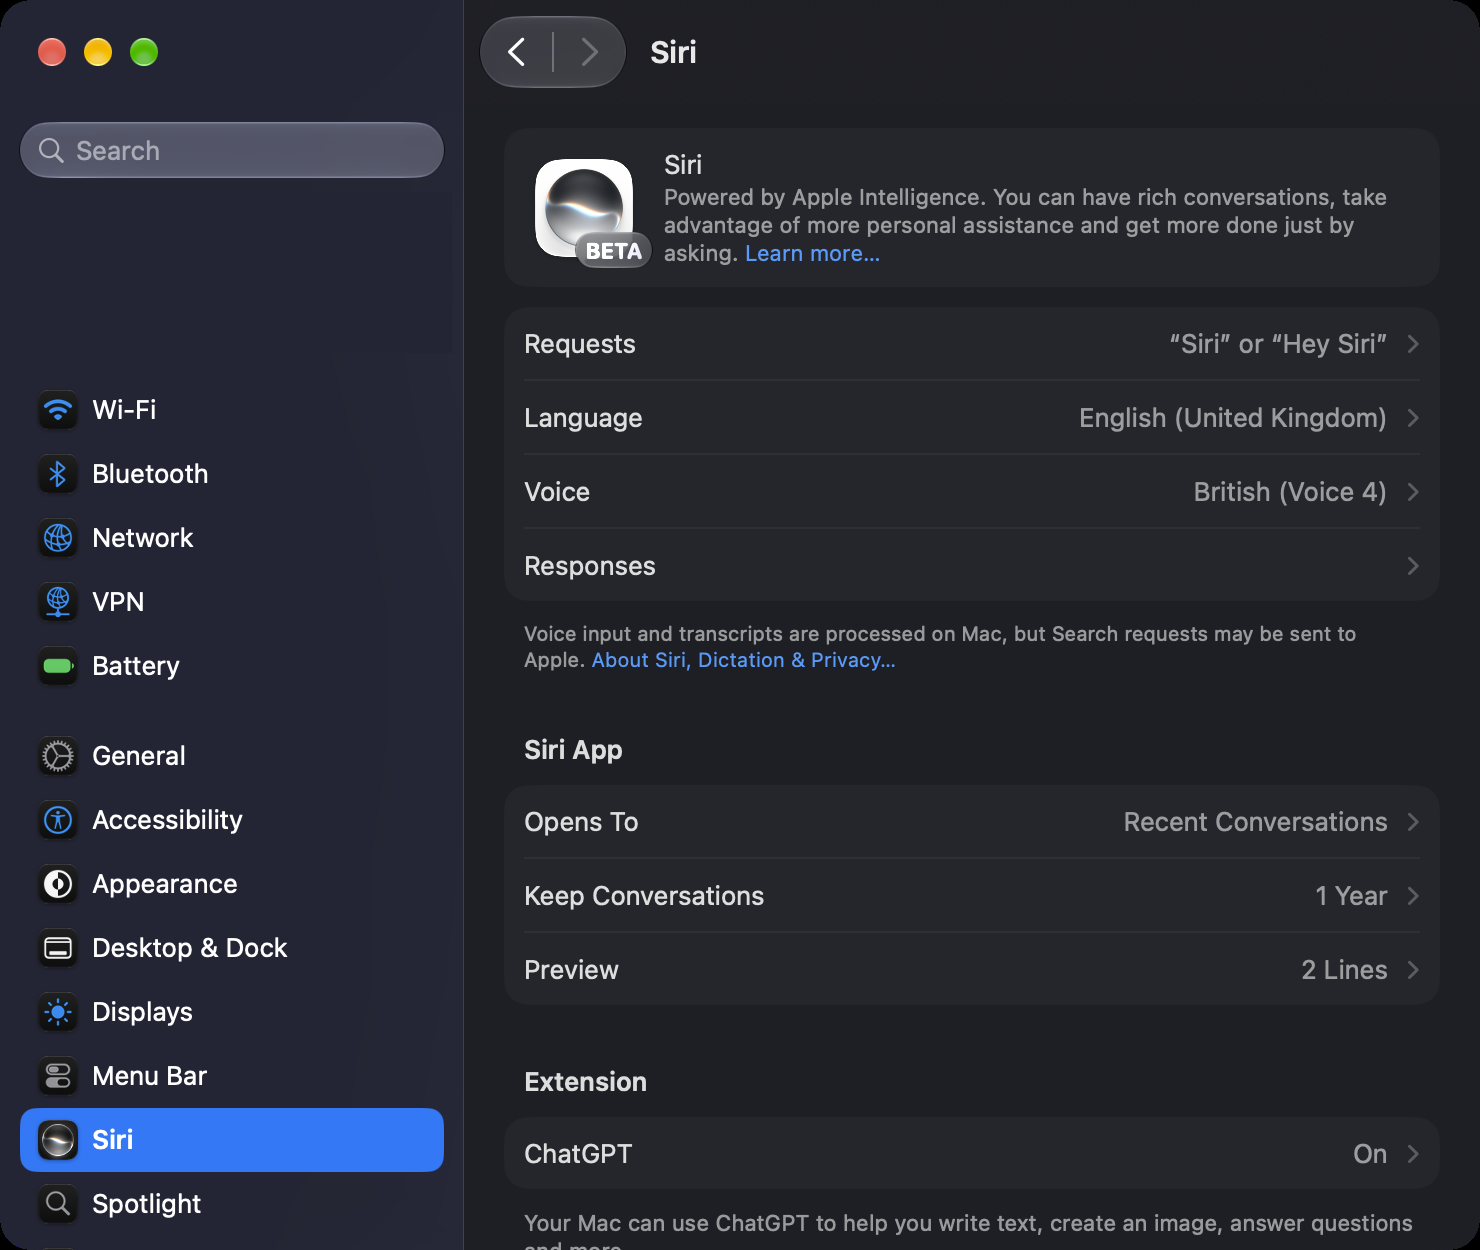 Siri
Search
Wi-Fi
Bluetooth
Network
VPN
Battery
General
Accessibility
Appearance
Desktop & Dock
Displays
Menu Bar
Siri
Spotlight
Siri
Powered by Apple Intelligence. You can have rich conversations, take
advantage of more personal assistance and get more done just by
asking. Learn more...
BETA
Requests “Siri” or “Hey Siri”
Language English (United Kingdom)
Voice British (Voice 4)
Responses
Voice input and transcripts are processed on Mac, but Search requests may be sent to
Apple. About Siri, Dictation & Privacy...
Siri App
Opens To Recent Conversations
Keep Conversations 1 Year
Preview 2 Lines
Extension
ChatGPT On
Your Mac can use ChatGPT to help you write text, create an image, answer questions
and more